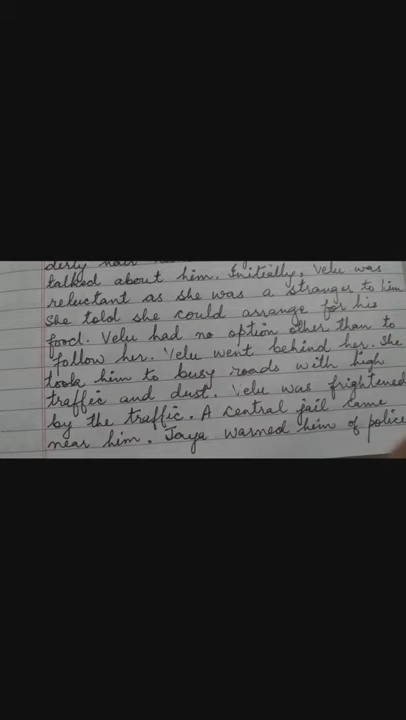 dirty hair
talked about him. Initially, Velu was
reluctant as she was a stranger to him
She told she could arrange for his
food. Velu had no option other than to
follow her. Velu went behind her. She
took him to busy roads with high
traffic and dust. Velu was frightened
by the traffic. A central jail came
near him. Jaya warned him of police